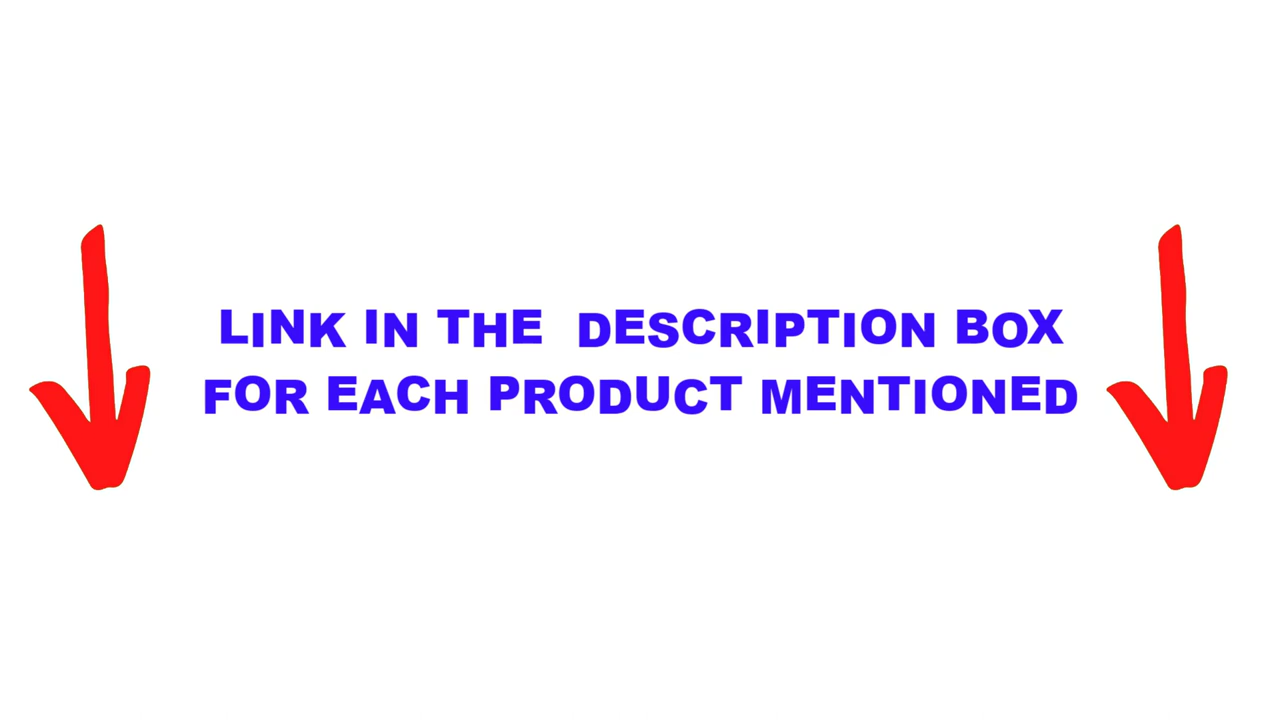 LINK IN THE  DESCRIPTION BOX
FOR EACH PRODUCT MENTIONED